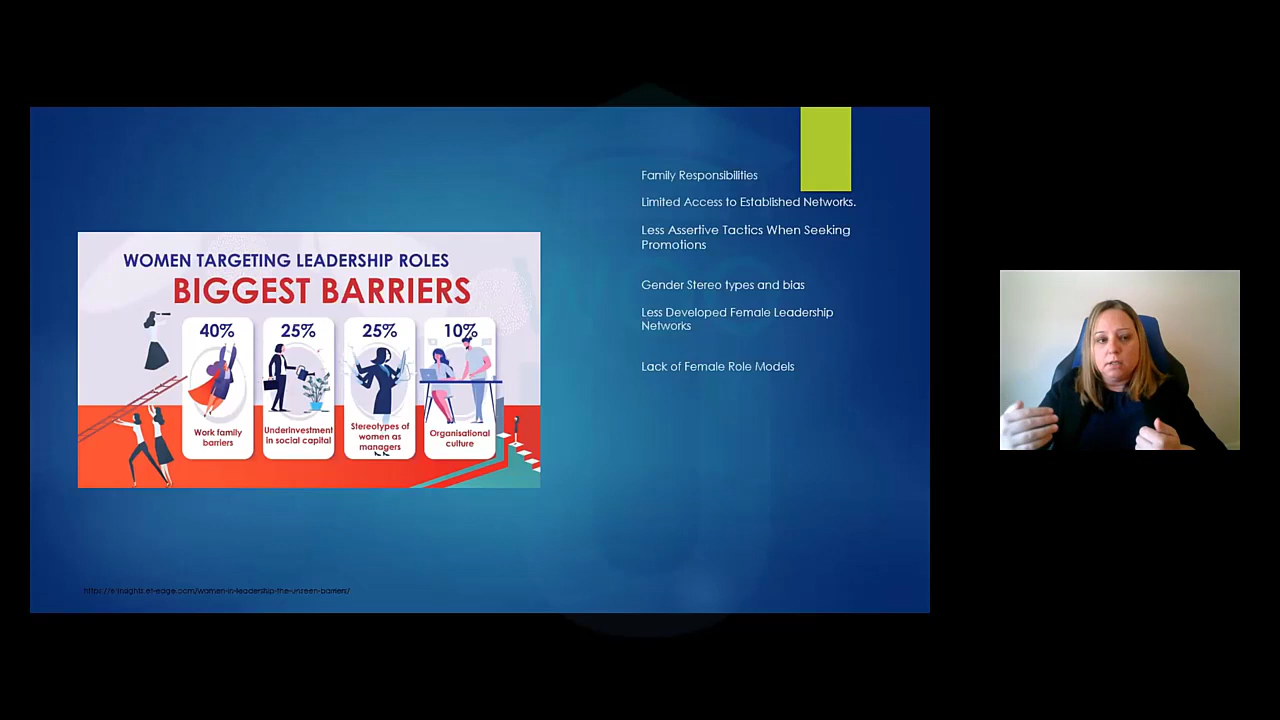 WOMEN TARGETING LEADERSHIP ROLES
BIGGEST BARRIERS
40%
Work family
barriers
25%
Underinvestment
in social capital
25%
Stereotypes of
women as
managers
10%
Organisational
culture
Family Responsibilities
Limited Access to Established Networks.
Less Assertive Tactics When Seeking
Promotions
Gender Stereo types and bias
Less Developed Female Leadership
Networks
Lack of Female Role Models